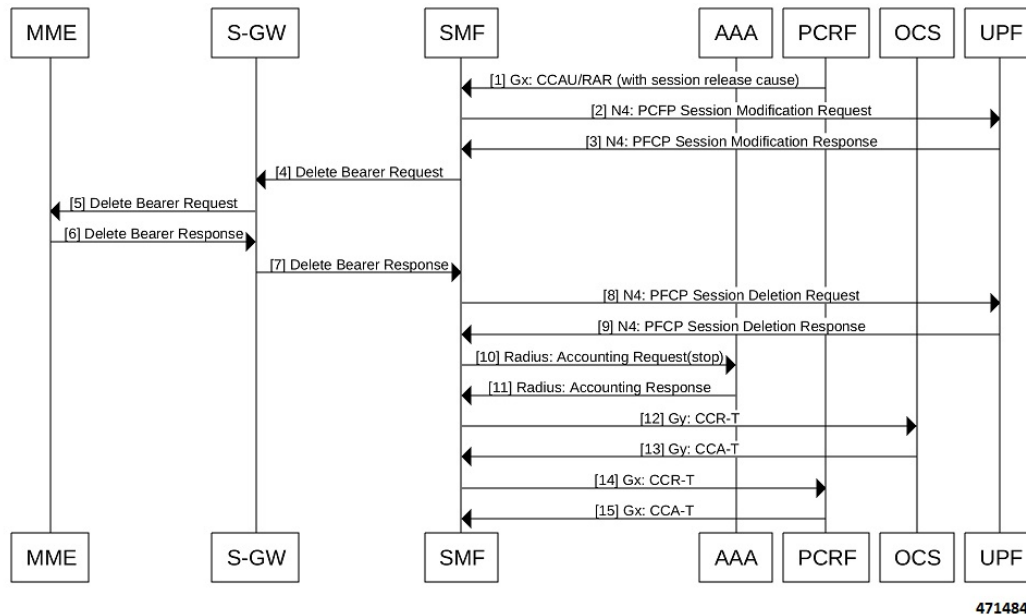 MME S-GW SMF AAA PCRF OCS UPF
[1] Gx: CCAU/RAR (with session release cause)
[2] N4: PCFP Session Modification Request
[3] N4: PFCP Session Modification Response
[4] Delete Bearer Request
[5] Delete Bearer Request
[6] Delete Bearer Response
[7] Delete Bearer Response
[8] N4: PFCP Session Deletion Request
[9] N4: PFCP Session Deletion Response
[10] Radius: Accounting Request(stop)
[11] Radius: Accounting Response
[12] Gy: CCR-T
[13] Gy: CCA-T
[14] Gx: CCR-T
[15] Gx: CCA-T
MME S-GW SMF AAA PCRF OCS UPF
471484